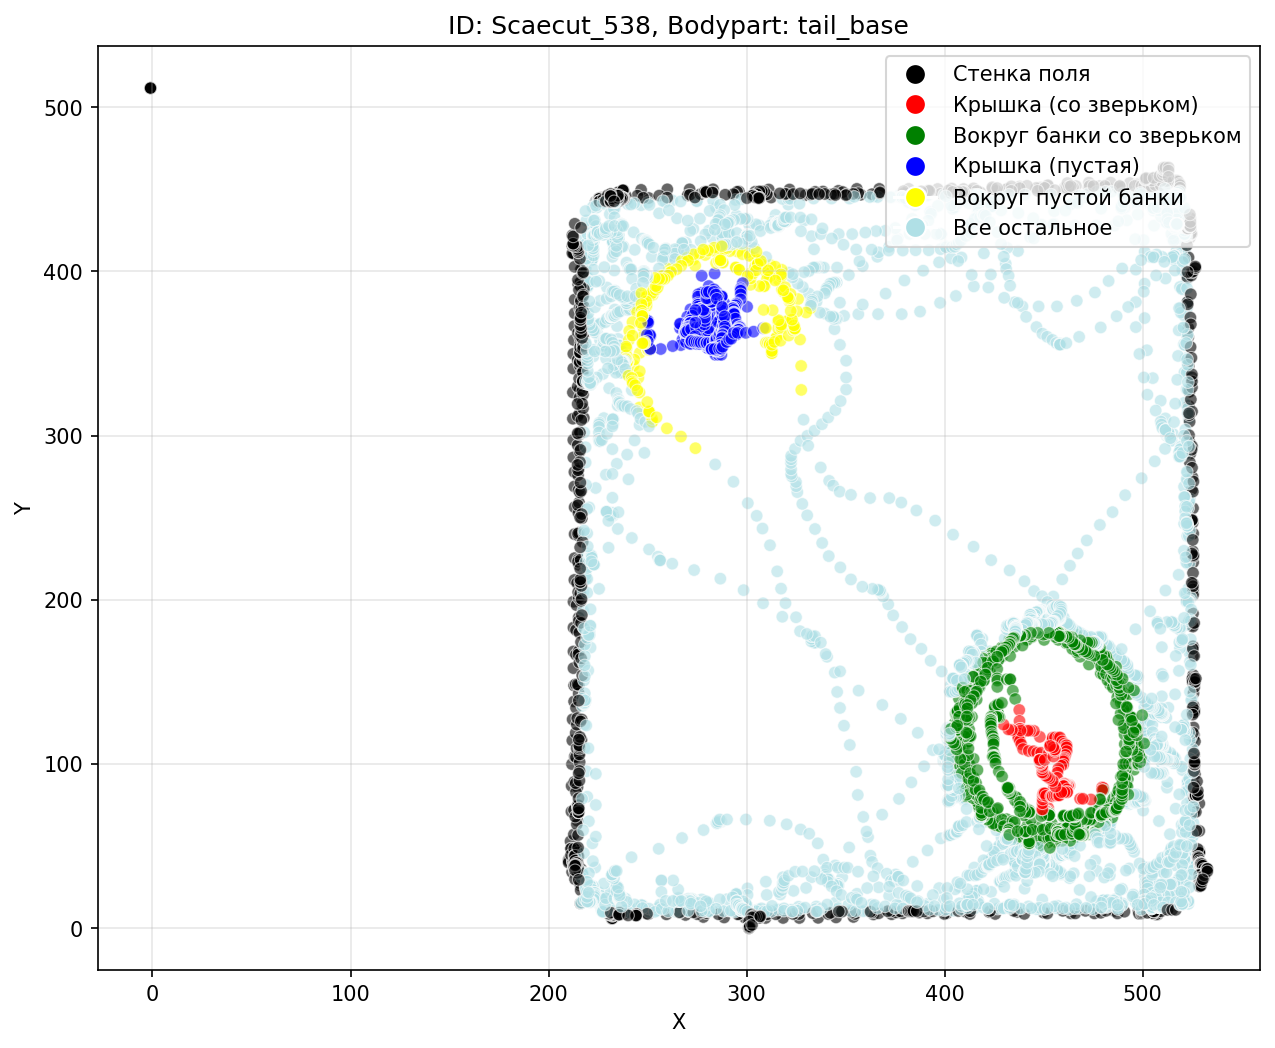 ID: Scaecut_538, Bodypart: tail_base
Стенка поля
Крышка (со зверьком)
Вокруг банки со зверьком
Крышка (пустая)
Вокруг пустой банки
Все остальное
Y
500
400
300
200
100
0
0 100 200 300 400 500
X